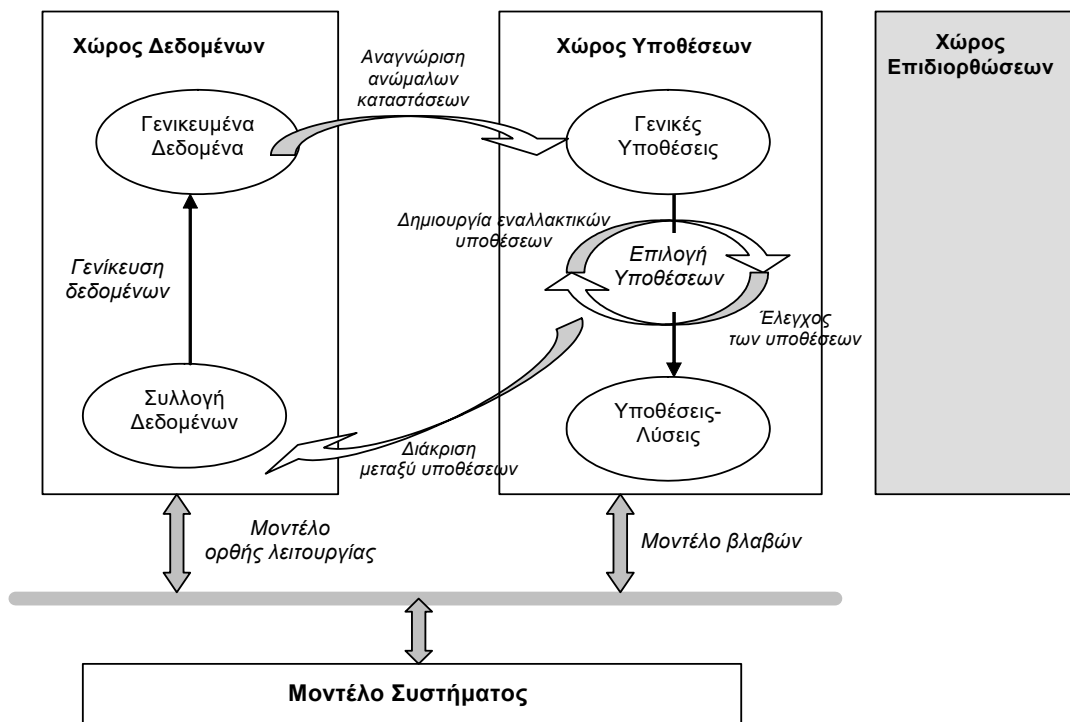 Χώρος Δεδομένων
Γενικευμένα
Δεδομένα
Γενίκευση
δεδομένων
Συλλογή
Δεδομένων
Αναγνώριση
ανώμαλων
καταστάσεων
Χώρος Υποθέσεων
Γενικές
Υποθέσεις
Δημιουργία εναλλακτικών
υποθέσεων
Επιλογή
Υποθέσεων
Έλεγχος
των υποθέσεων
Υποθέσεις-
Λύσεις
Διάκριση
μεταξύ υποθέσεων
Χώρος
Επιδιορθώσεων
Μοντέλο
ορθής λειτουργίας
Μοντέλο βλαβών
Μοντέλο Συστήματος